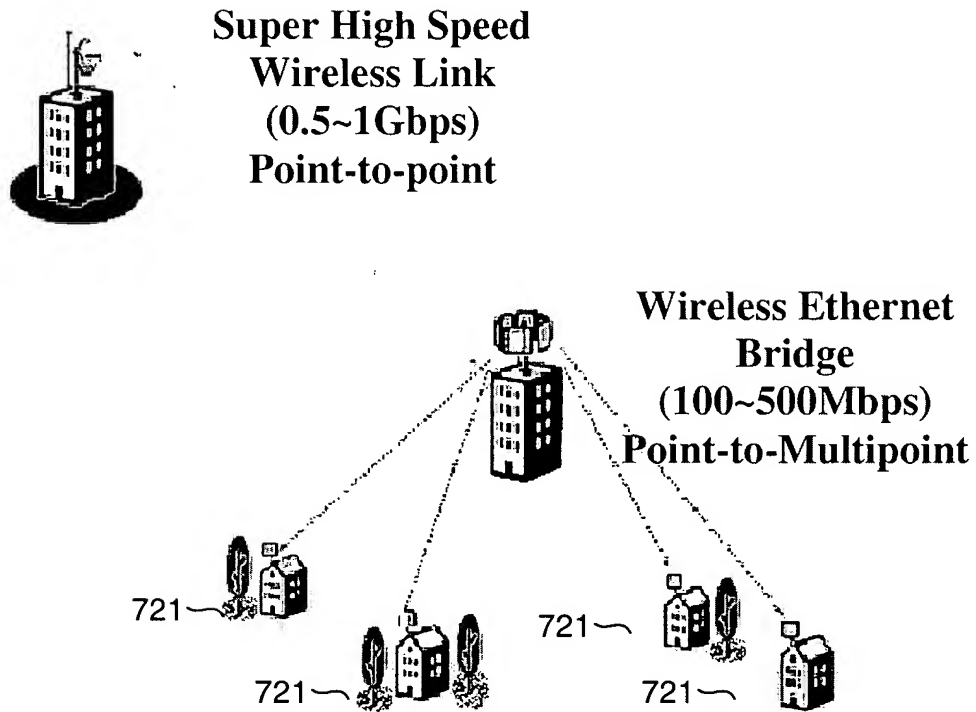 Super High Speed
Wireless Link
(0.5~1Gbps)
Point-to-point
Wireless Ethernet
Bridge
(100~500Mbps)
Point-to-Multipoint
721
721
721
721